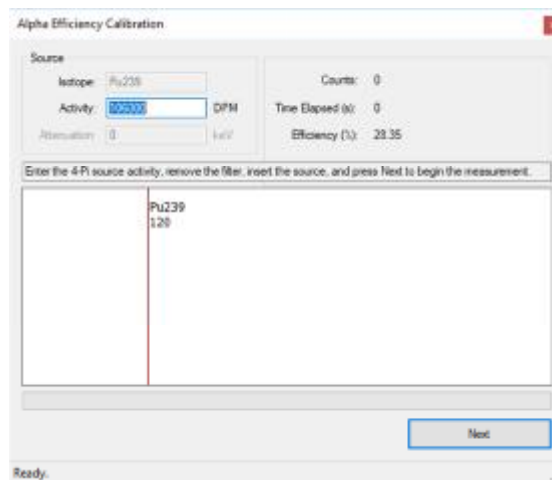 Alpha Efficiency Calibration
Source
Isotope: Pu239
Activity: DPM
Attenuation: 0 keV
Counts: 0
Time Elapsed (s): 0
Efficiency (%): 28.35
Enter the 4-Pi source activity, remove the filter, insert the source, and press Next to begin the measurement.
Pu239
120
Next
Ready.